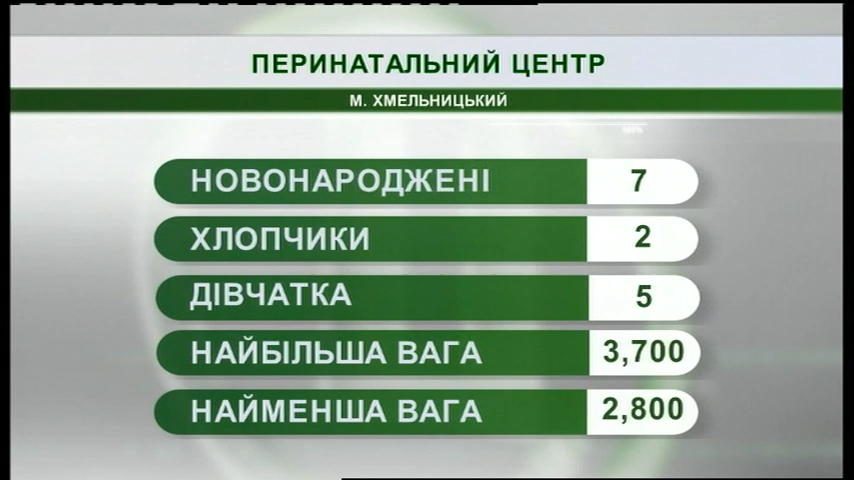 ПЕРИНАТАЛЬНИЙ ЦЕНТР
М. ХМЕЛЬНИЦЬКИЙ
НОВОНАРОДЖЕНІ 7
ХЛОПЧИКИ 2
ДІВЧАТКА 5
НАЙБІЛЬША ВАГА 3,700
НАЙМЕНША ВАГА 2,800